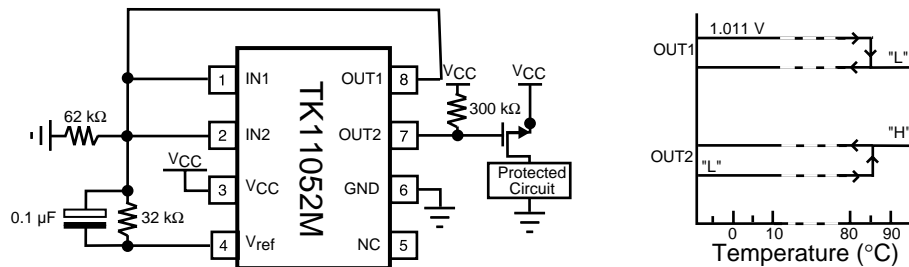 TK11052M
1 IN1
2 IN2
3 VCC
4 Vref
OUT1 8
OUT2 7
GND 6
NC 5
62 kΩ
VCC
0.1 µF
32 kΩ
VCC
300 kΩ
VCC
Protected
Circuit
1.011 V
OUT1
"L"
"H"
OUT2
"L"
0 10 80 90
Temperature (°C)